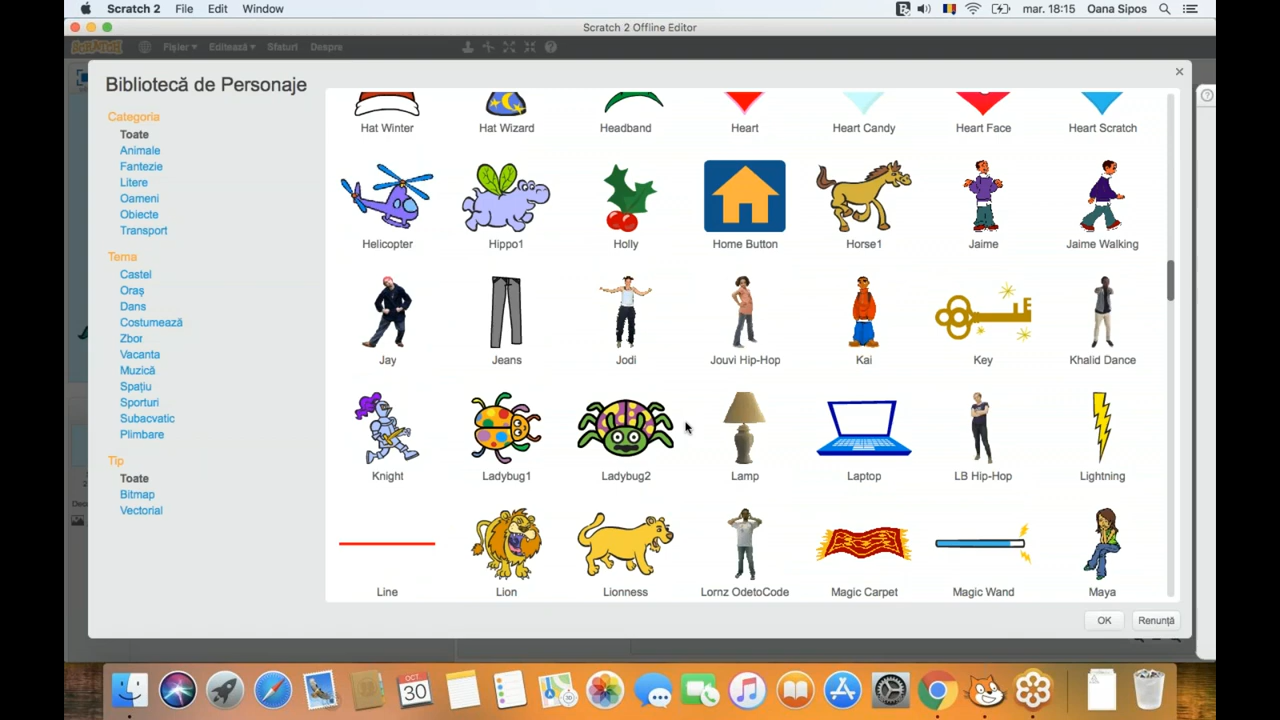 Scratch 2 File Edit Window mar. 18:15 Oana Sipos
Scratch 2 Offline Editor
SCRATCH Fișier Editează Sfaturi Despre
Bibliotecă de Personaje
Categoria
Toate
Animale
Fantezie
Litere
Oameni
Obiecte
Transport
Tema
Castel
Oraș
Dans
Costumează
Zbor
Vacanta
Muzică
Spațiu
Sporturi
Subacvatic
Plimbare
Tip
Toate
Bitmap
Vectorial
Hat Winter Hat Wizard Headband Heart Heart Candy Heart Face Heart Scratch
Helicopter Hippo1 Holly Home Button Horse1 Jaime Jaime Walking
Jay Jeans Jodi Jouvi Hip-Hop Kai Key Khalid Dance
Knight Ladybug1 Ladybug2 Lamp Laptop LB Hip-Hop Lightning
Line Lion Lionness Lornz OdetoCode Magic Carpet Magic Wand Maya
OK Renunță
OCT
30